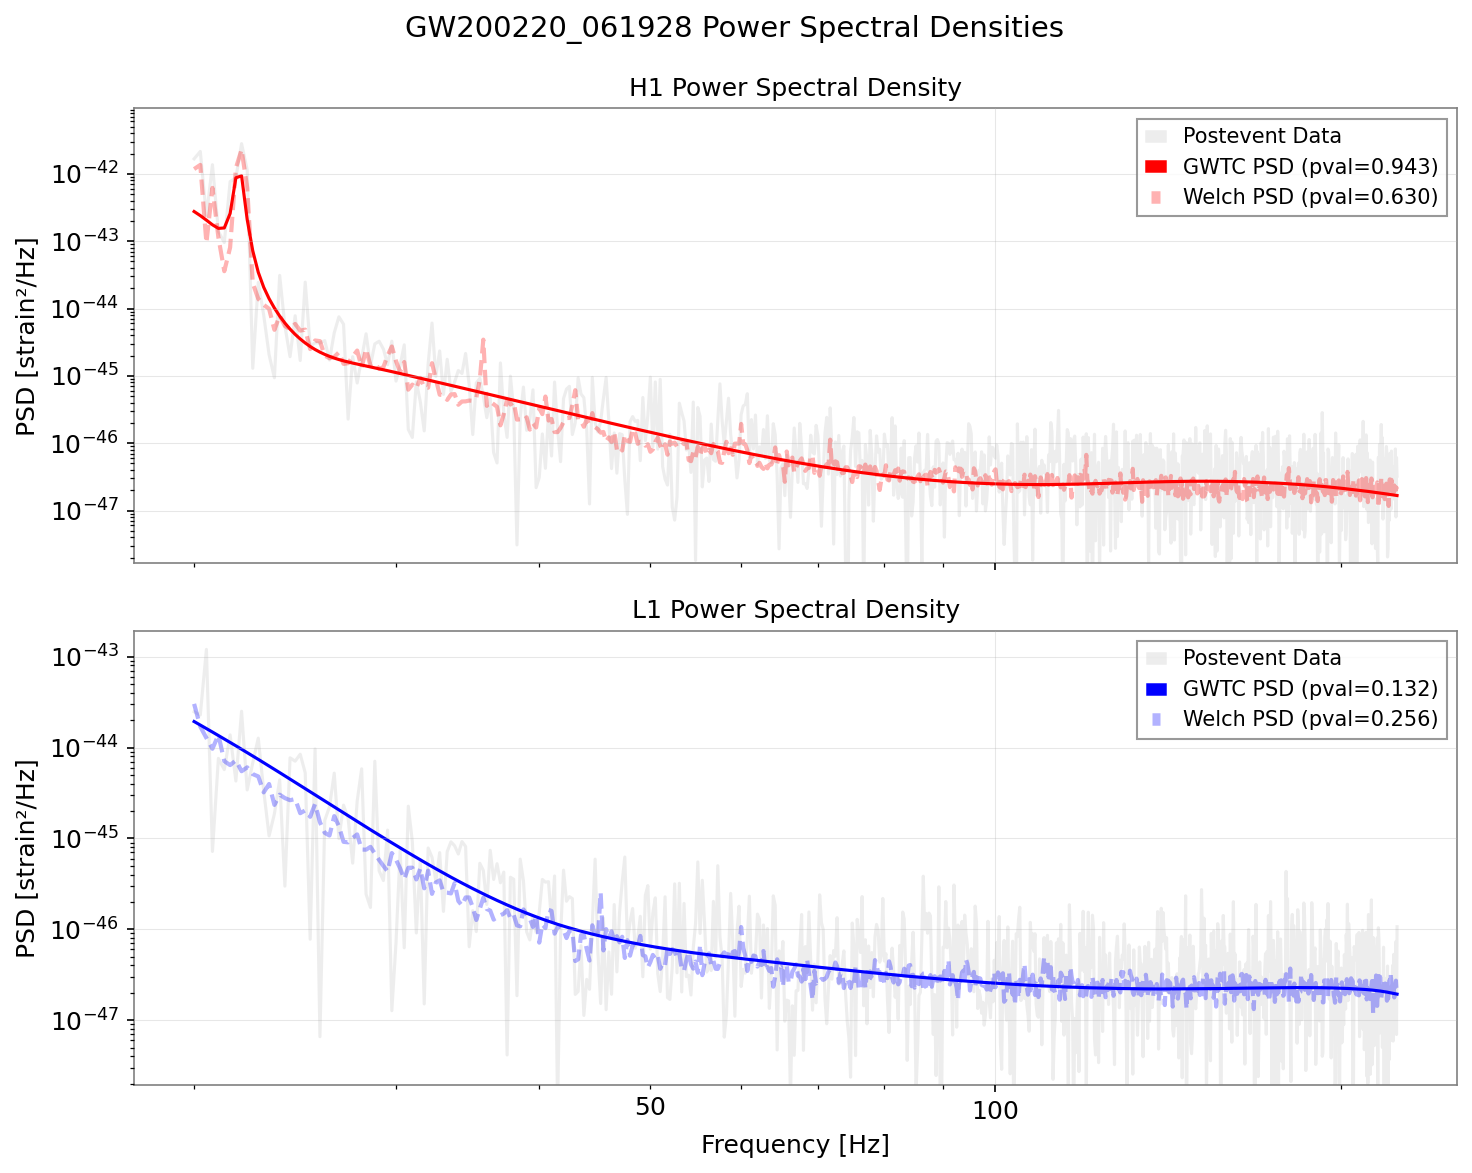 GW200220_061928 Power Spectral Densities
H1 Power Spectral Density
PSD [strain²/Hz]
10⁻⁴²
10⁻⁴³
10⁻⁴⁴
10⁻⁴⁵
10⁻⁴⁶
10⁻⁴⁷
Postevent Data
GWTC PSD (pval=0.943)
Welch PSD (pval=0.630)
L1 Power Spectral Density
PSD [strain²/Hz]
10⁻⁴³
10⁻⁴⁴
10⁻⁴⁵
10⁻⁴⁶
10⁻⁴⁷
Postevent Data
GWTC PSD (pval=0.132)
Welch PSD (pval=0.256)
50 100
Frequency [Hz]